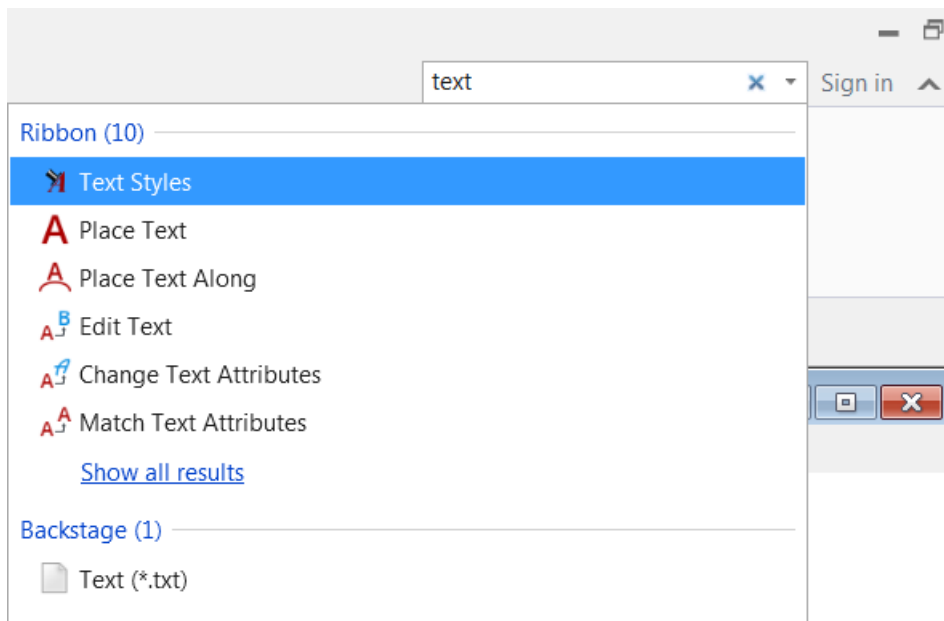 text
Sign in
Ribbon (10)
Text Styles
Place Text
Place Text Along
Edit Text
Change Text Attributes
Match Text Attributes
Show all results
Backstage (1)
Text (*.txt)